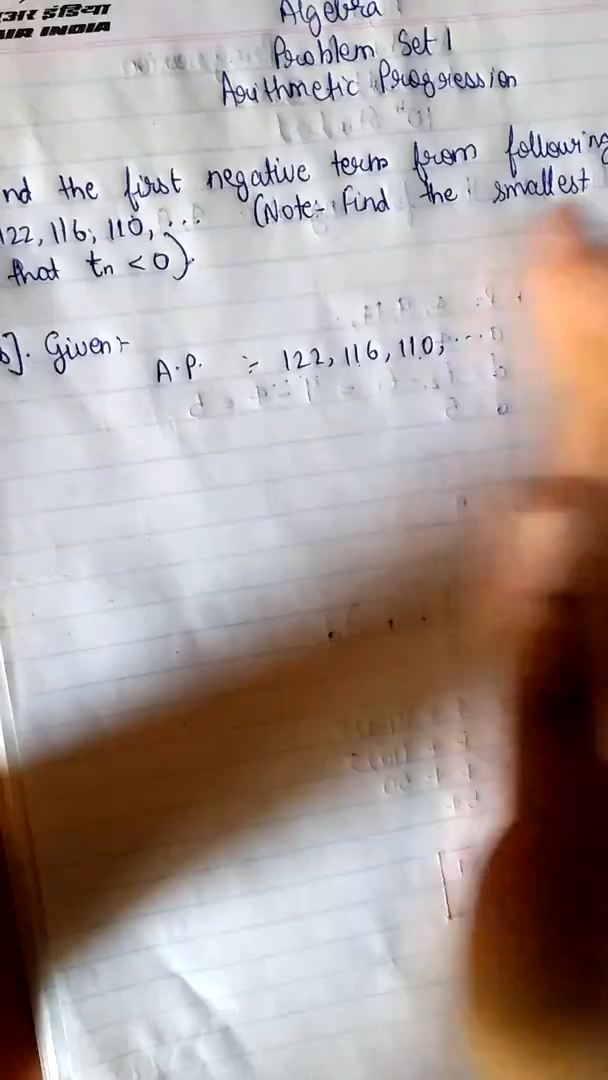 एअर इंडिया
AIR INDIA
Algebra
Problem Set 1
Arithmetic Progression
nd the first negative term from following
122, 116, 110, ... (Note:- Find the smallest
that tn < 0).
b]. Given:-
A.P. :- 122, 116, 110, ...